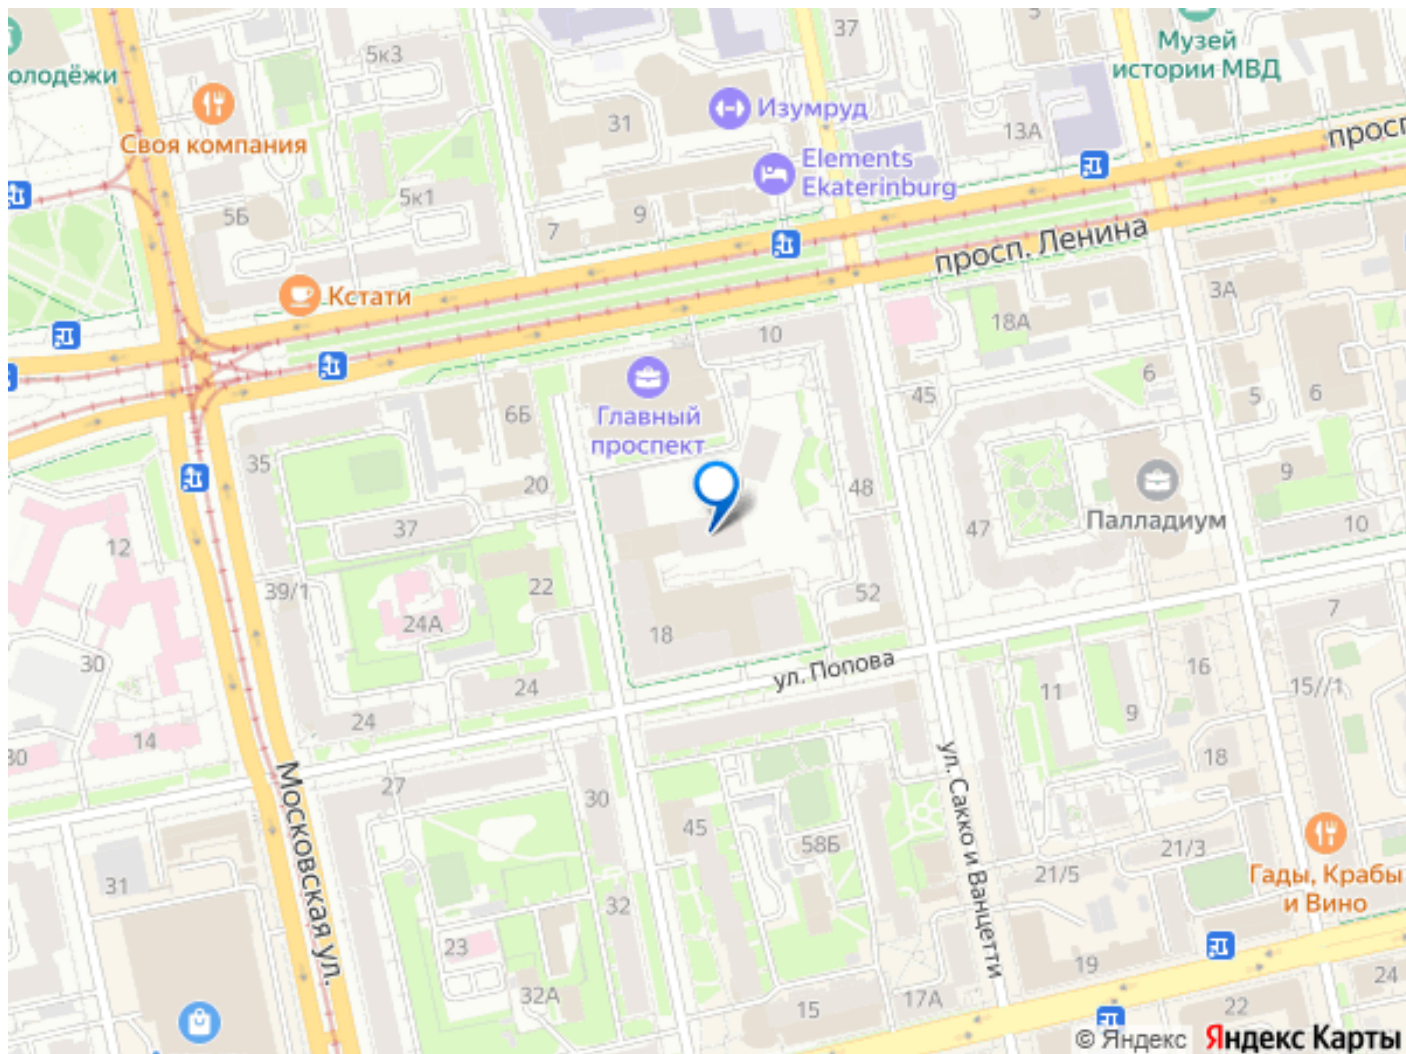 37
5
Музей
истории МВД
5к3
олодёжи
Своя компания
31
Изумруд
13А
просп
Elements
Ekaterinburg
5к1
5Б
9
7
просп. Ленина
Кстати
3А
18А
10
6
45
5
6
Главный
проспект
6Б
35
20
48
9
Палладиум
47
10
37
12
39/1
22
52
7
24А
18
30
ул. Попова
16
24
11
15//1
9
24
14
30
18
ул. Сакко и Ванцетти
Московская ул.
27
30
45
58Б
21/3
21/5
Гады, Крабы
и Вино
31
32
23
19
24
32А
15
17А
22
© Яндекс Яндекс Карты